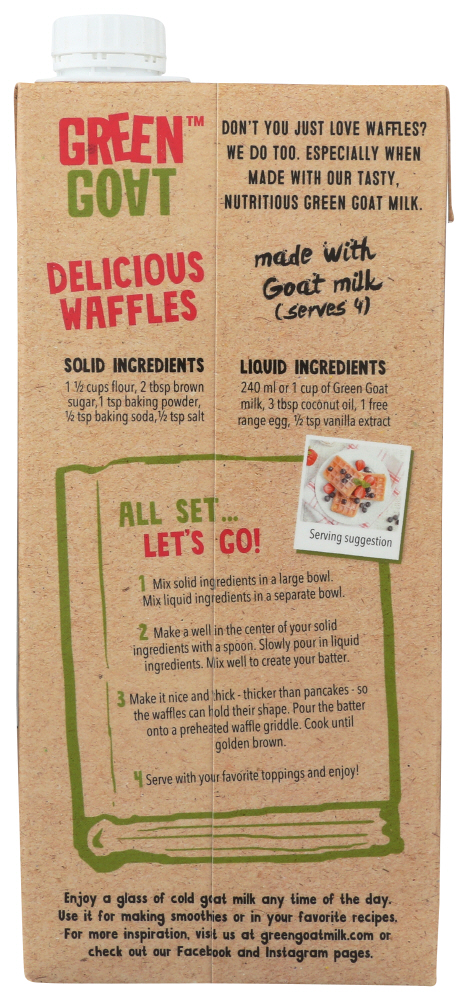 GREEN™
GOAT
DON'T YOU JUST LOVE WAFFLES?
WE DO TOO. ESPECIALLY WHEN
MADE WITH OUR TASTY,
NUTRITIOUS GREEN GOAT MILK.
DELICIOUS
WAFFLES
made with
Goat milk
(serves 4)
SOLID INGREDIENTS
1 ½ cups flour, 2 tbsp brown
sugar, 1 tsp baking powder,
½ tsp baking soda, ½ tsp salt
LIQUID INGREDIENTS
240 ml or 1 cup of Green Goat
milk, 3 tbsp coconut oil, 1 free
range egg, ½ tsp vanilla extract
Serving suggestion
ALL SET...
LET'S GO!
1 Mix solid ingredients in a large bowl.
Mix liquid ingredients in a separate bowl.
2 Make a well in the center of your solid
ingredients with a spoon. Slowly pour in liquid
ingredients. Mix well to create your batter.
3 Make it nice and thick - thicker than pancakes - so
the waffles can hold their shape. Pour the batter
onto a preheated waffle griddle. Cook until
golden brown.
4 Serve with your favorite toppings and enjoy!
Enjoy a glass of cold goat milk any time of the day.
Use it for making smoothies or in your favorite recipes.
For more inspiration, visit us at greengoatmilk.com or
check out our Facebook and Instagram pages.